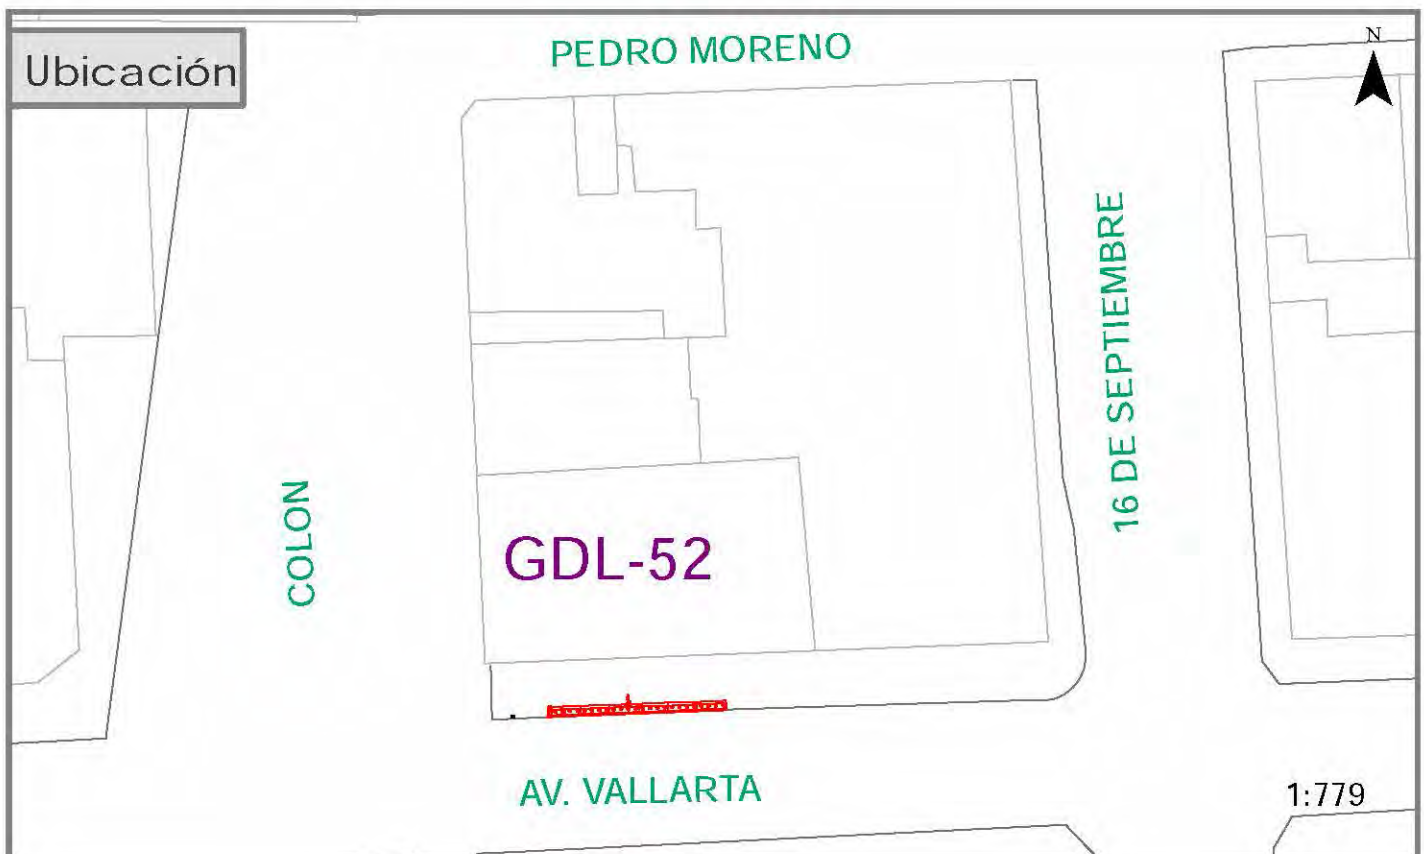 PEDRO MORENO
N
Ubicación
16 DE SEPTIEMBRE
COLON
GDL-52
AV. VALLARTA
1:779